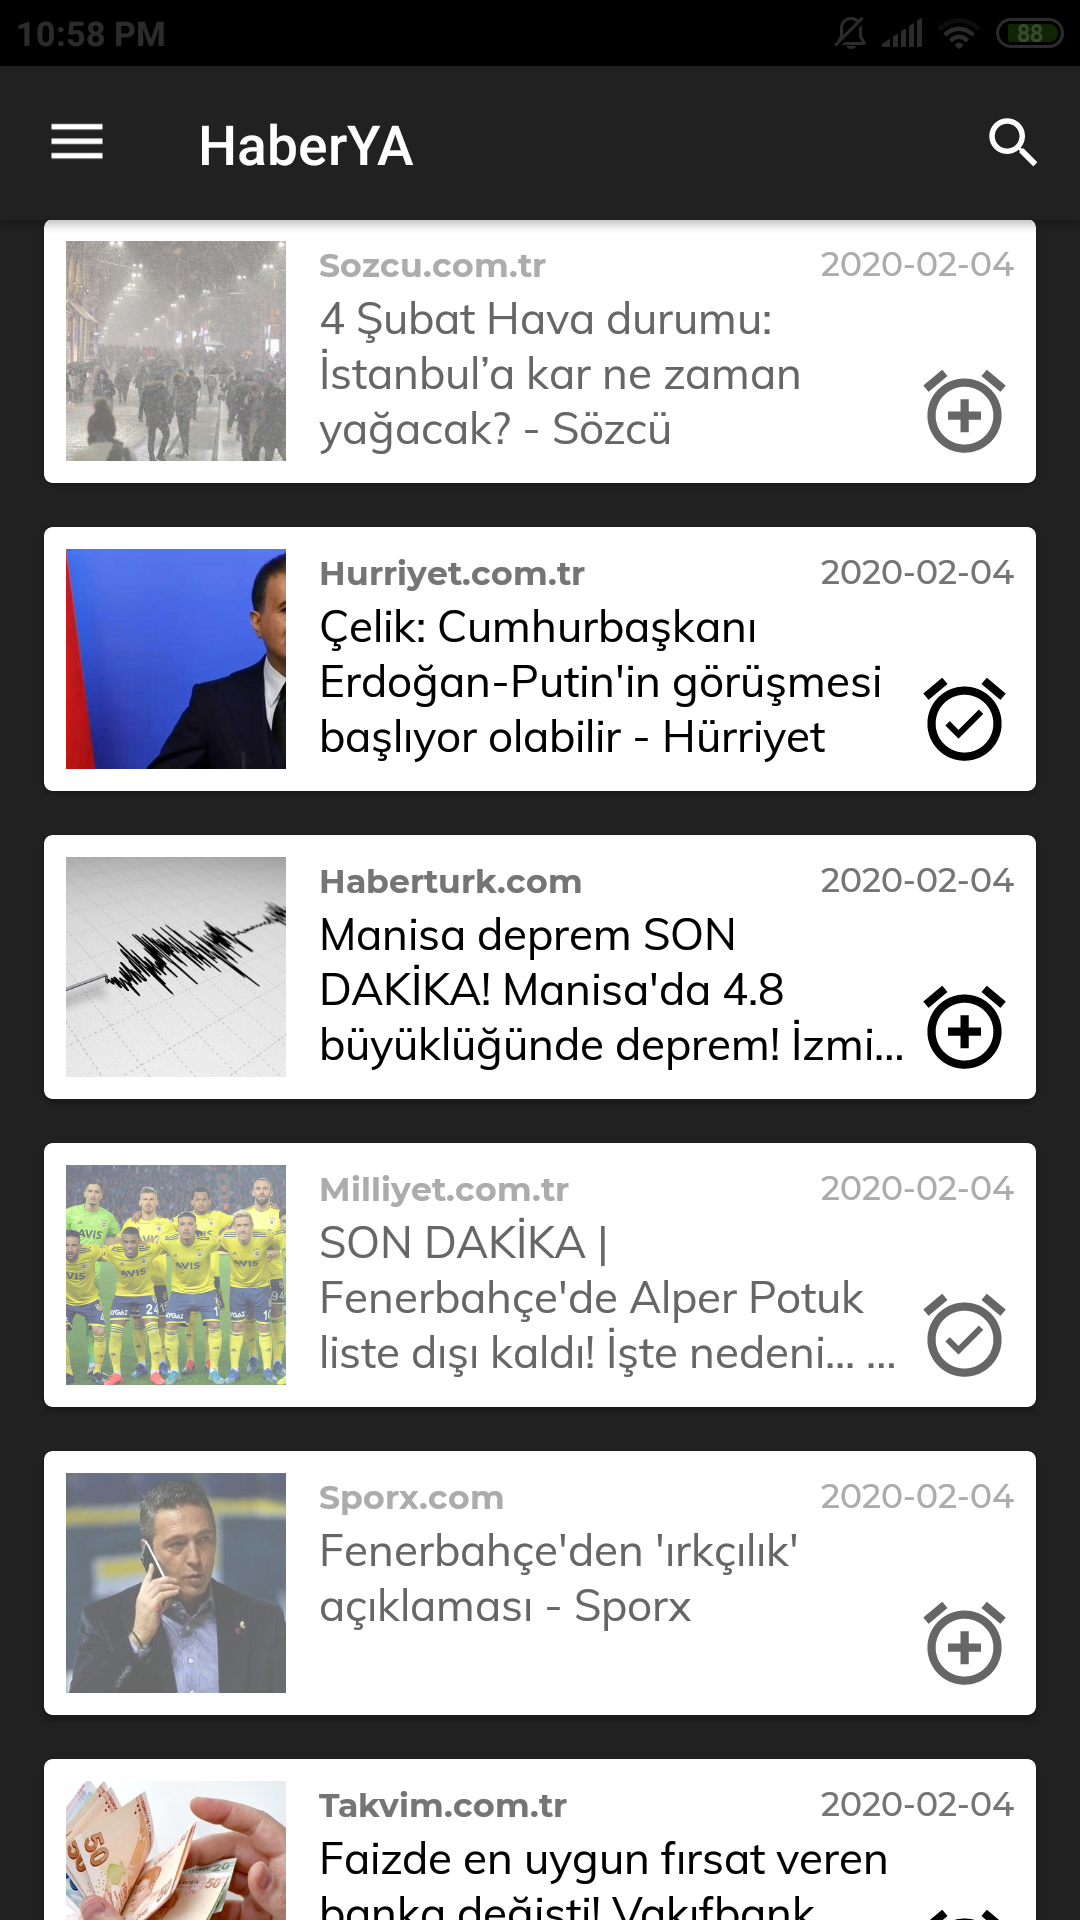 10:58 PM
88
HaberYA
Sozcu.com.tr 2020-02-04
4 Şubat Hava durumu:
İstanbul’a kar ne zaman
yağacak? - Sözcü
Hurriyet.com.tr 2020-02-04
Çelik: Cumhurbaşkanı
Erdoğan-Putin'in görüşmesi
başlıyor olabilir - Hürriyet
Haberturk.com 2020-02-04
Manisa deprem SON
DAKİKA! Manisa'da 4.8
büyüklüğünde deprem! İzmi...
Milliyet.com.tr 2020-02-04
SON DAKİKA |
Fenerbahçe'de Alper Potuk
liste dışı kaldı! İşte nedeni... ...
Sporx.com 2020-02-04
Fenerbahçe'den 'ırkçılık'
açıklaması - Sporx
Takvim.com.tr 2020-02-04
Faizde en uygun fırsat veren
banka değişti! Vakıfbank